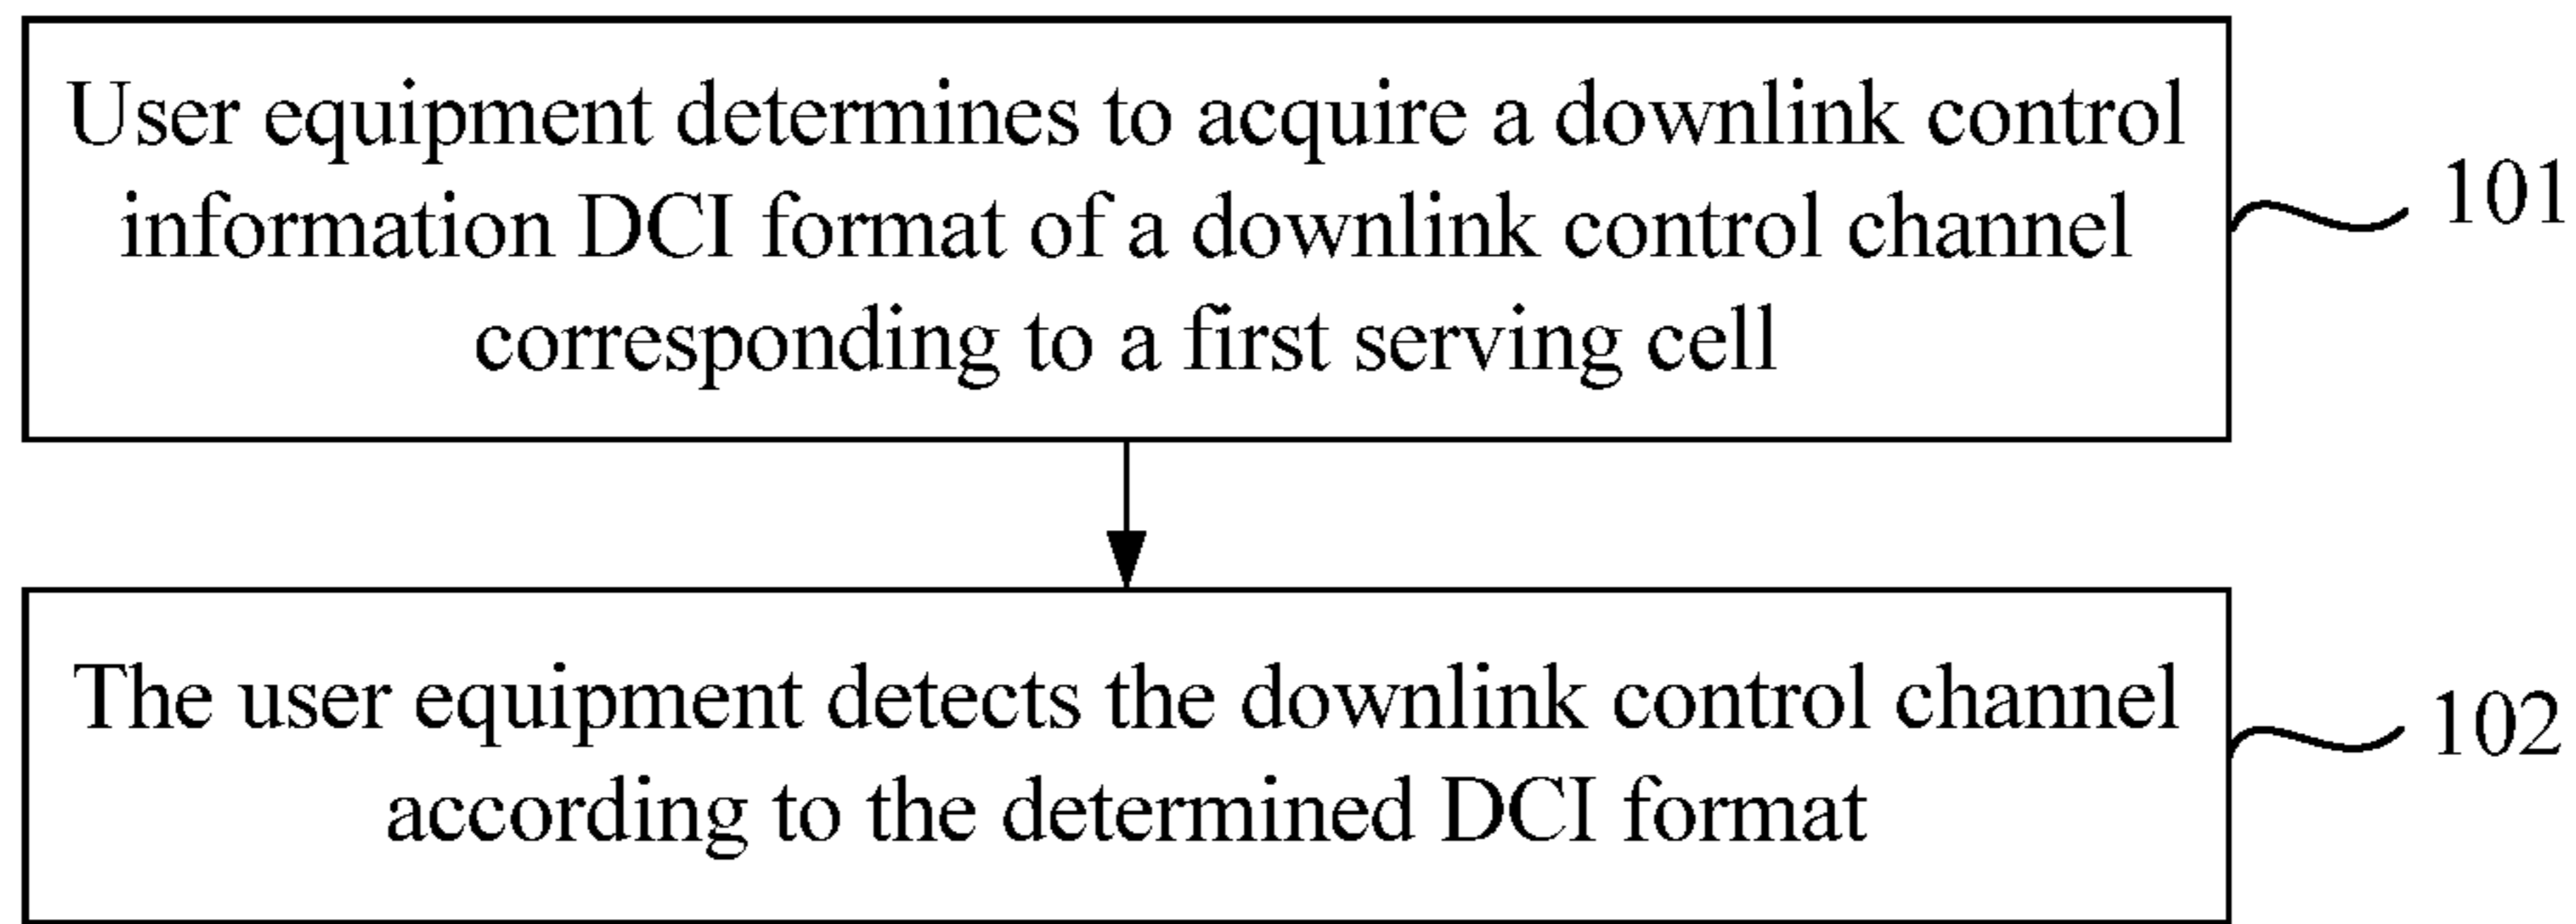 User equipment determines to acquire a downlink control
information DCI format of a downlink control channel
corresponding to a first serving cell
101
The user equipment detects the downlink control channel
according to the determined DCI format
102